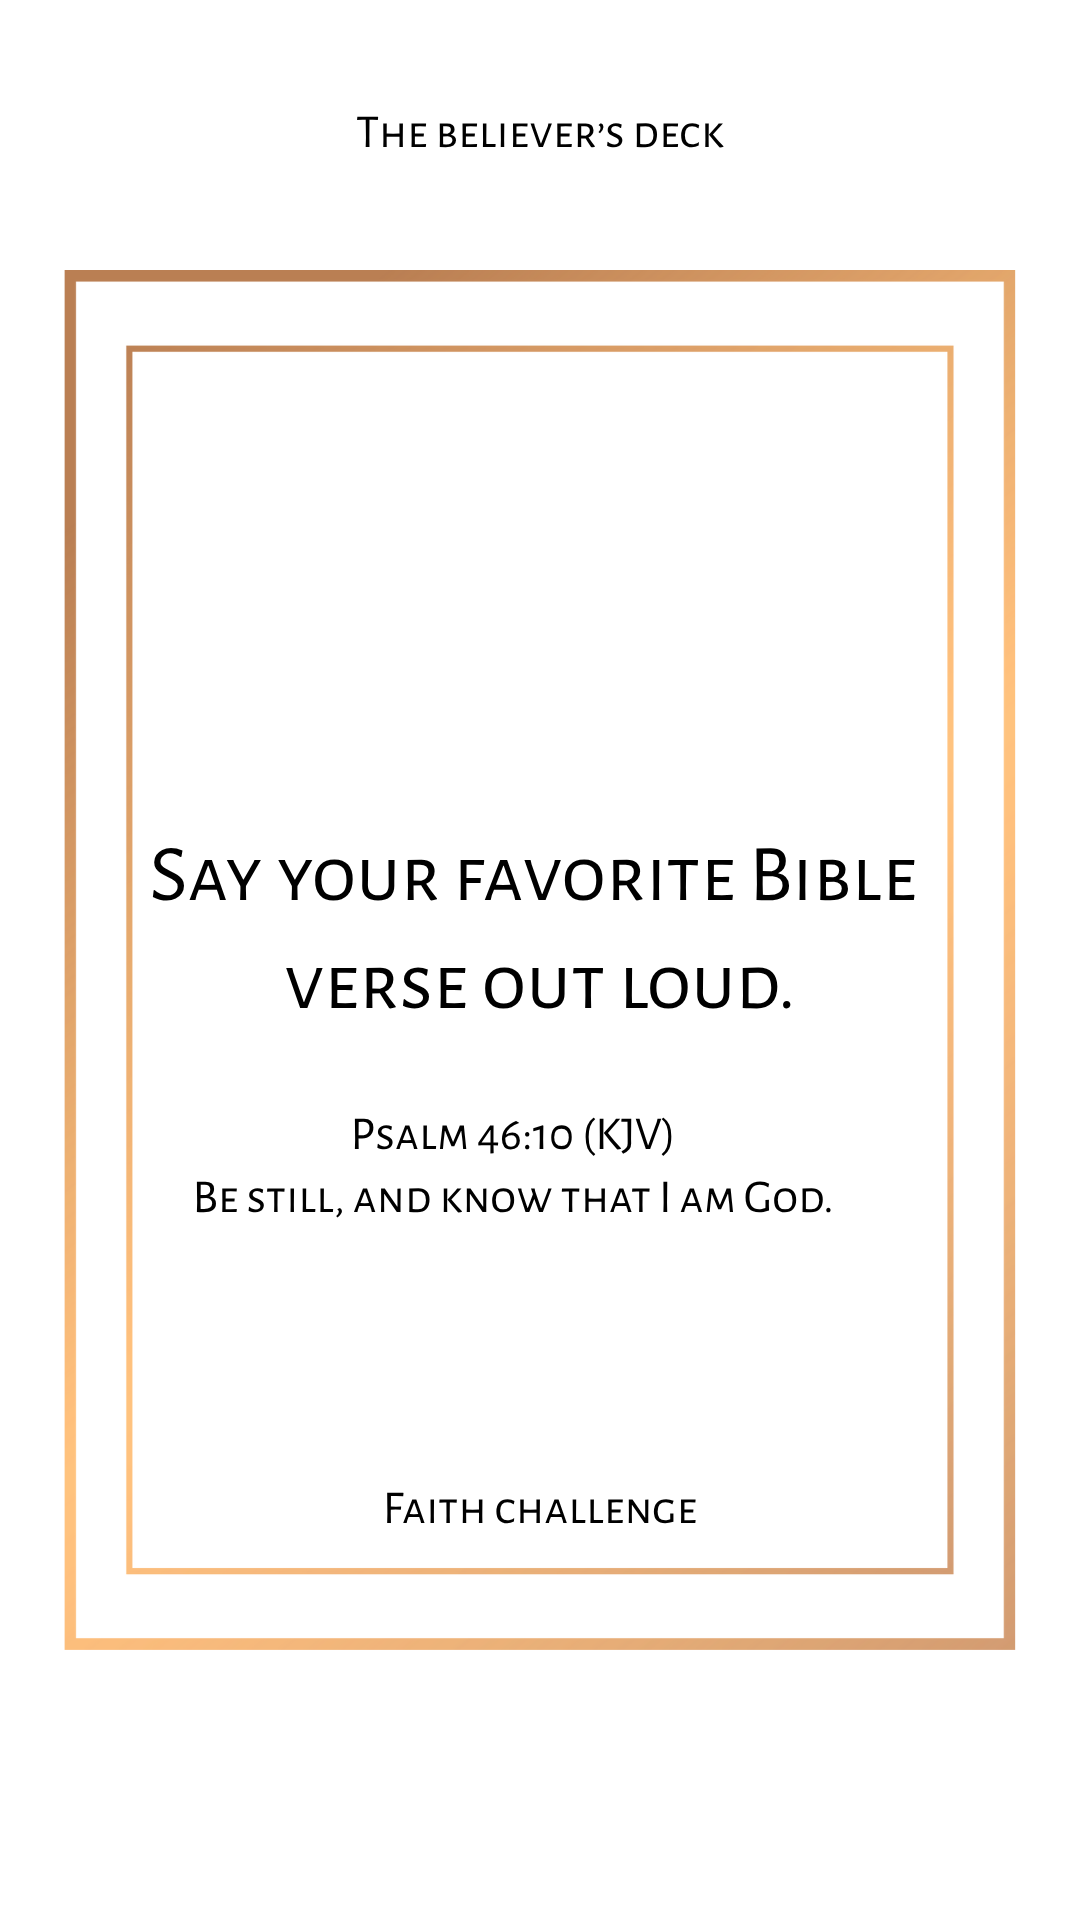 The believer’s deck
Say your favorite Bible
verse out loud.
Psalm 46:10 (KJV)
Be still, and know that I am God.
Faith challenge